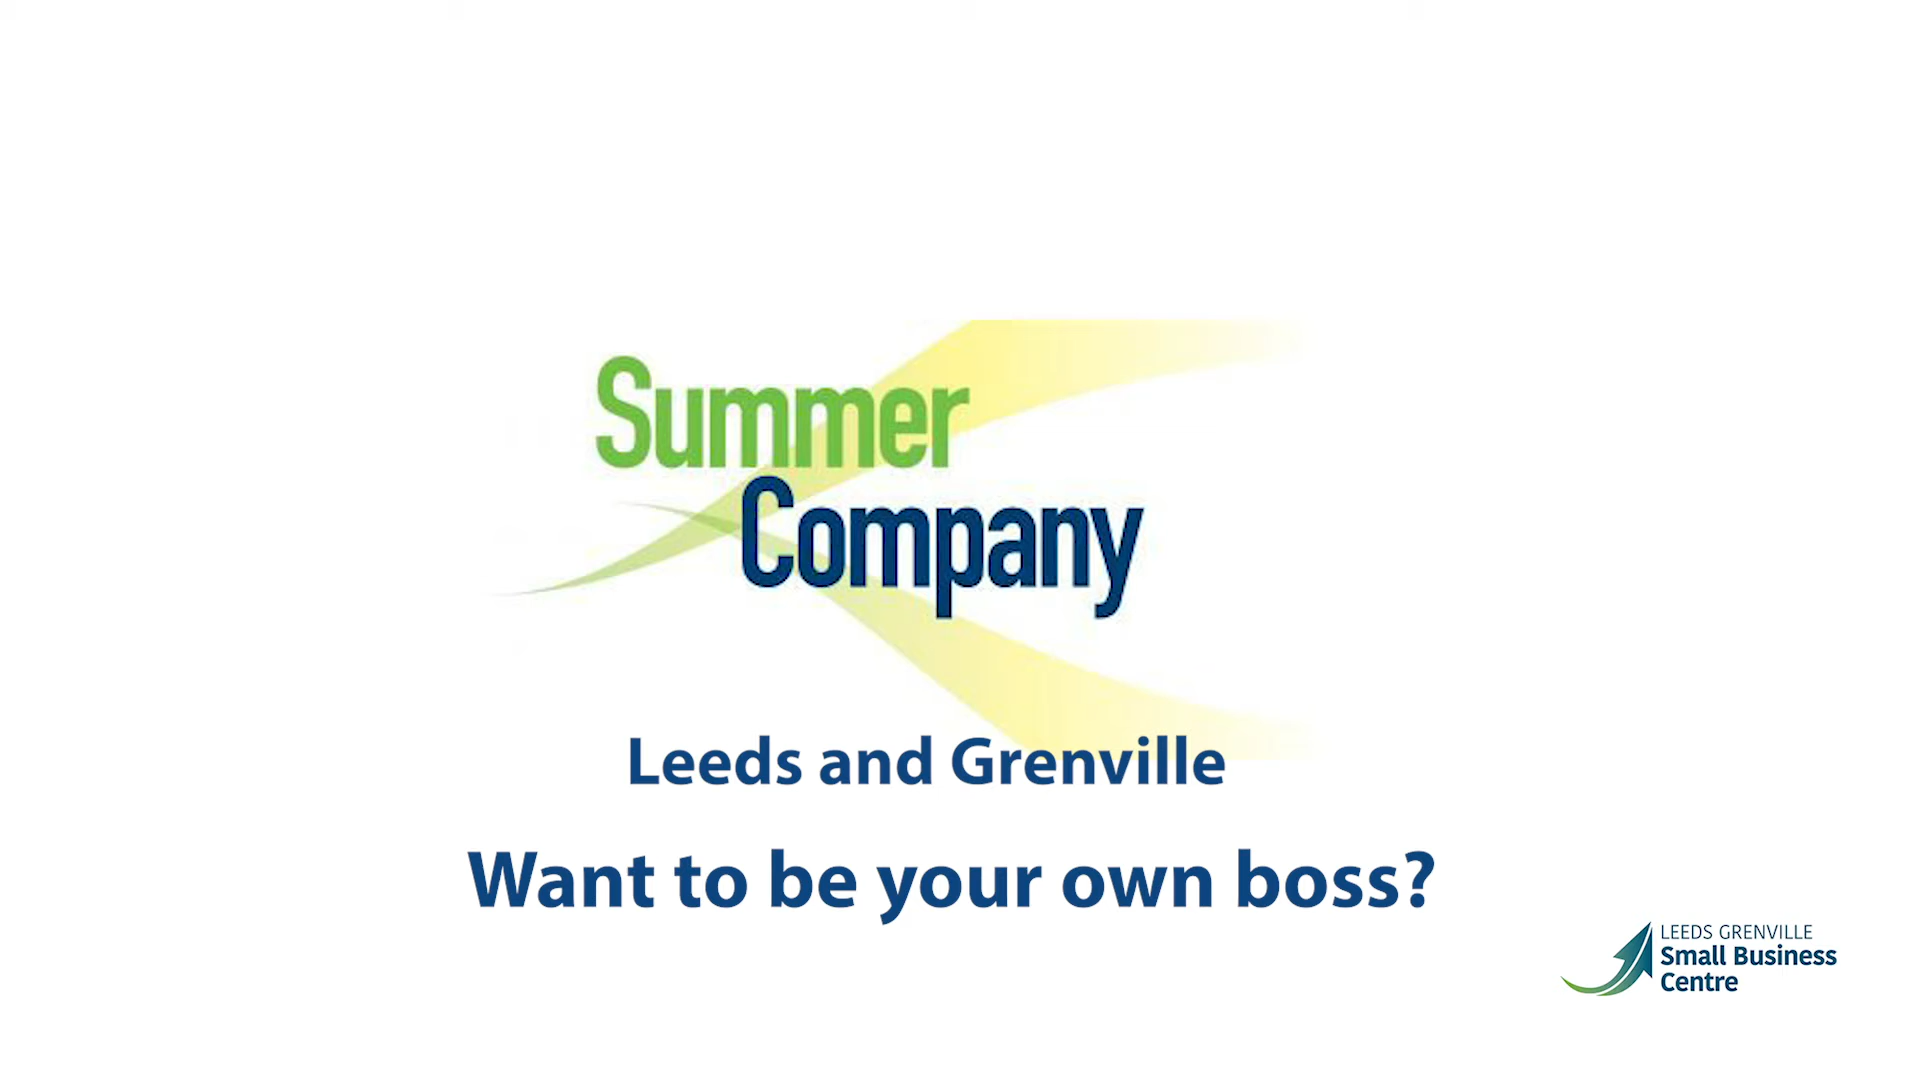 Summer
Company
Leeds and Grenville
Want to be your own boss?
LEEDS GRENVILLE
Small Business
Centre